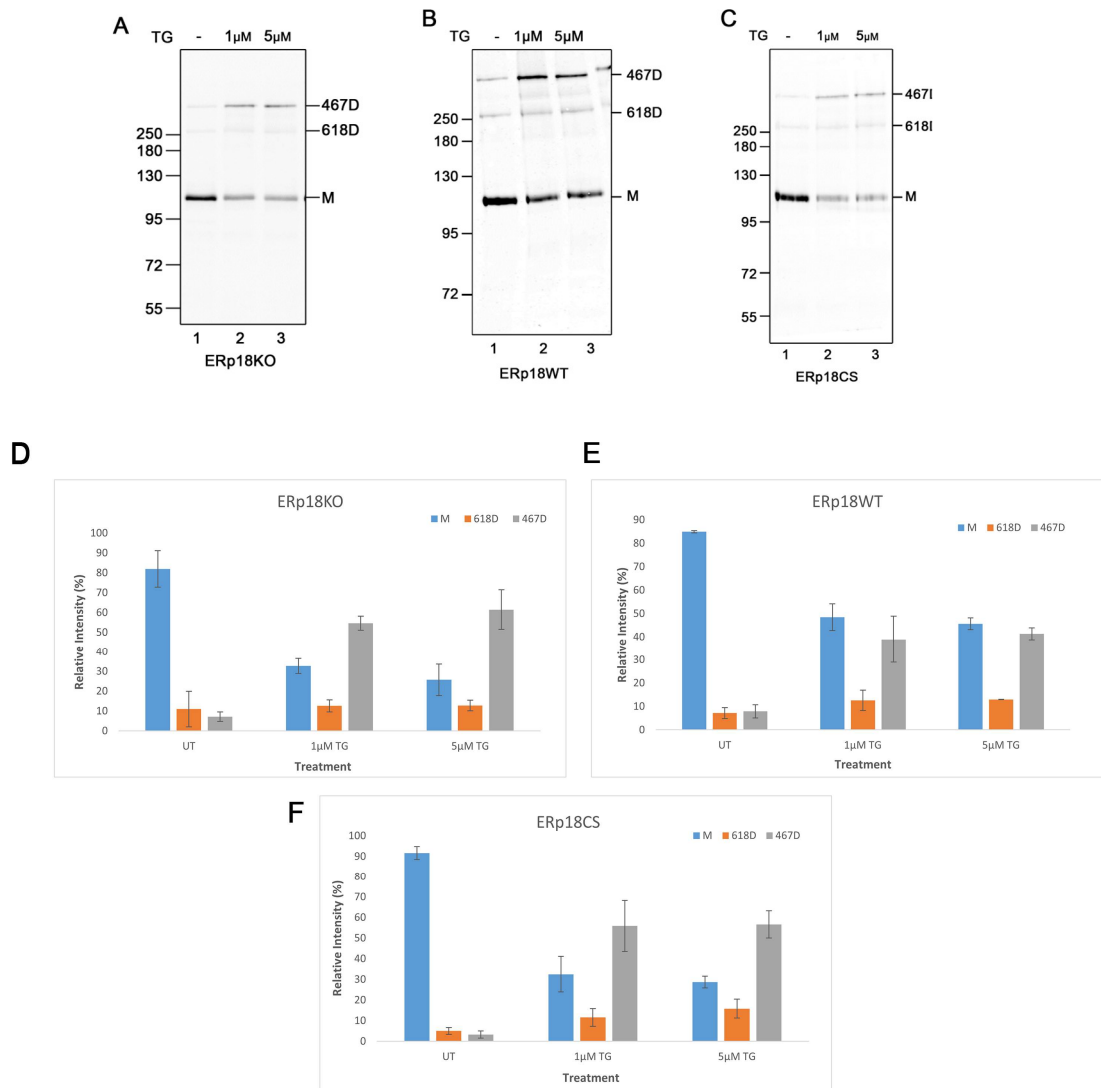 A
TG - 1µM 5µM
467D
618D
250
180
130
M
95
72
55
1 2 3
ERp18KO
B
TG - 1µM 5µM
467D
618D
250
180
130
M
95
72
1 2 3
ERp18WT
C
TG - 1µM 5µM
467D
618D
250
180
130
M
95
72
55
1 2 3
ERp18CS
D
ERp18KO
M 618D 467D
Relative Intensity (%)
100
90
80
70
60
50
40
30
20
10
0
UT 1µM TG 5µM TG
Treatment
E
ERp18WT
M 618D 467D
Relative Intensity (%)
90
80
70
60
50
40
30
20
10
0
UT 1µM TG 5µM TG
Treatment
F
ERp18CS
M 618D 467D
Relative Intensity (%)
100
90
80
70
60
50
40
30
20
10
0
UT 1µM TG 5µM TG
Treatment